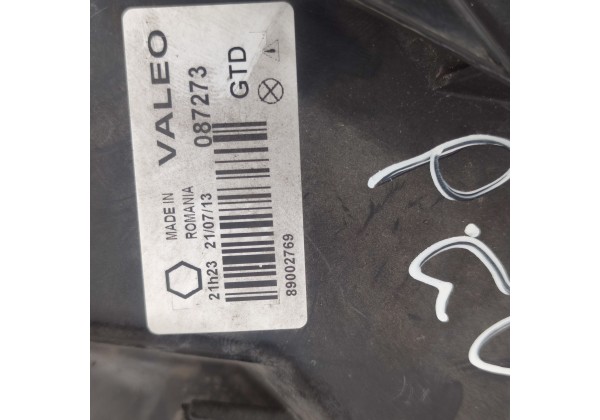 VALEO
087273
GTD
MADE IN
ROMANIA
21h23 21/07/13
89002769